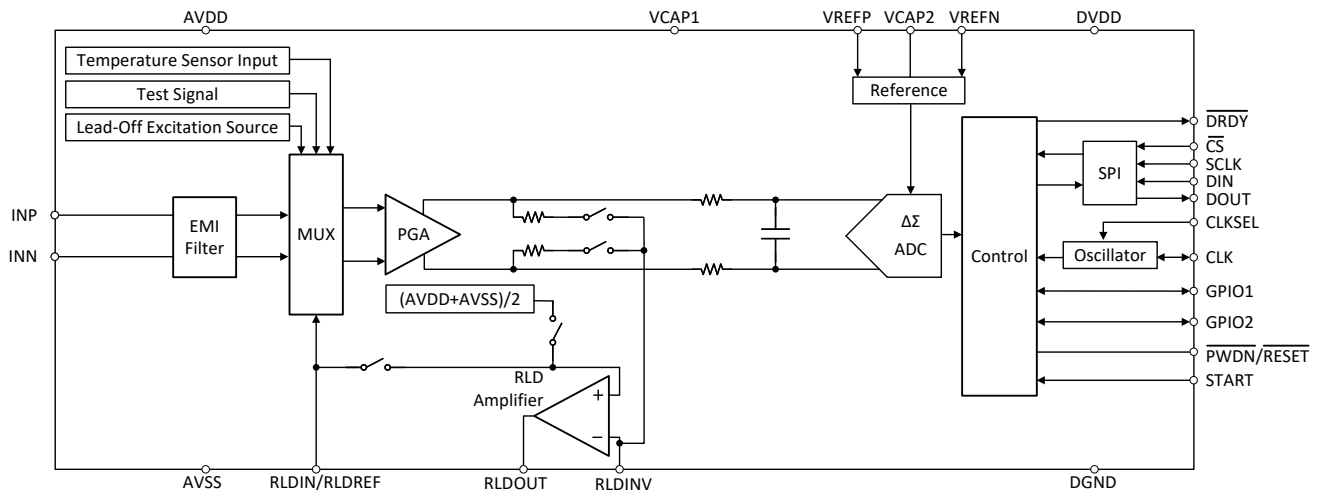 AVDD VCAP1 VREFP VCAP2 VREFN DVDD
Temperature Sensor Input
Test Signal
Lead-Off Excitation Source
Reference
DRDY
CS
SCLK
DIN
DOUT
SPI
CLKSEL
CLK
Oscillator
GPIO1
GPIO2
PWDN/RESET
START
INP
INN
EMI
Filter
MUX
PGA
ΔΣ
ADC
Control
(AVDD+AVSS)/2
RLD
Amplifier
+
−
AVSS RLDIN/RLDREF RLDOUT RLDINV DGND